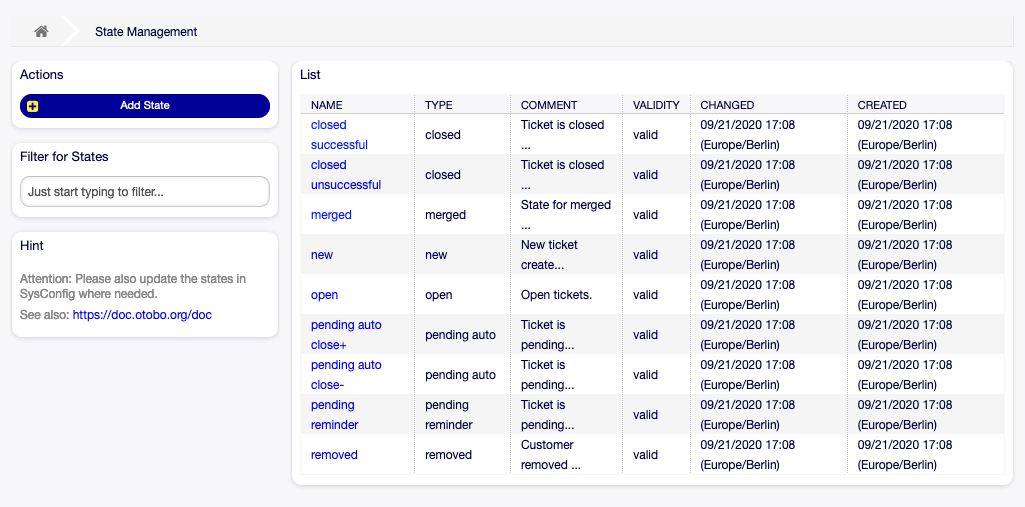 State Management
Actions
Add State
Filter for States
Just start typing to filter...
Hint
Attention: Please also update the states in
SysConfig where needed.
See also: https://doc.otobo.org/doc
List
NAME TYPE COMMENT VALIDITY CHANGED CREATED
closed successful closed Ticket is closed ... valid 09/21/2020 17:08 (Europe/Berlin) 09/21/2020 17:08 (Europe/Berlin)
closed unsuccessful closed Ticket is closed ... valid 09/21/2020 17:08 (Europe/Berlin) 09/21/2020 17:08 (Europe/Berlin)
merged merged State for merged ... valid 09/21/2020 17:08 (Europe/Berlin) 09/21/2020 17:08 (Europe/Berlin)
new new New ticket create... valid 09/21/2020 17:08 (Europe/Berlin) 09/21/2020 17:08 (Europe/Berlin)
open open Open tickets. valid 09/21/2020 17:08 (Europe/Berlin) 09/21/2020 17:08 (Europe/Berlin)
pending auto close+ pending auto Ticket is pending... valid 09/21/2020 17:08 (Europe/Berlin) 09/21/2020 17:08 (Europe/Berlin)
pending auto close- pending auto Ticket is pending... valid 09/21/2020 17:08 (Europe/Berlin) 09/21/2020 17:08 (Europe/Berlin)
pending reminder pending reminder Ticket is pending... valid 09/21/2020 17:08 (Europe/Berlin) 09/21/2020 17:08 (Europe/Berlin)
removed removed Customer removed ... valid 09/21/2020 17:08 (Europe/Berlin) 09/21/2020 17:08 (Europe/Berlin)